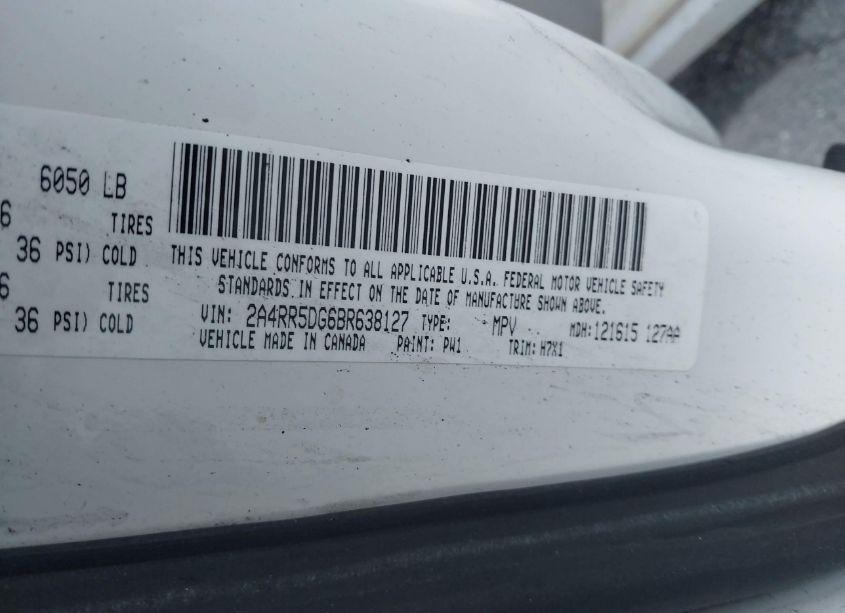 6050 LB
6 TIRES
36 PSI) COLD
6 TIRES
36 PSI) COLD
THIS VEHICLE CONFORMS TO ALL APPLICABLE U.S.A. FEDERAL MOTOR VEHICLE SAFETY
STANDARDS IN EFFECT ON THE DATE OF MANUFACTURE SHOWN ABOVE.
VIN: 2A4RR5DG6BR638127 TYPE: MPV MDH:121615 127AA
VEHICLE MADE IN CANADA PAINT: PW1 TRIM: H7X1